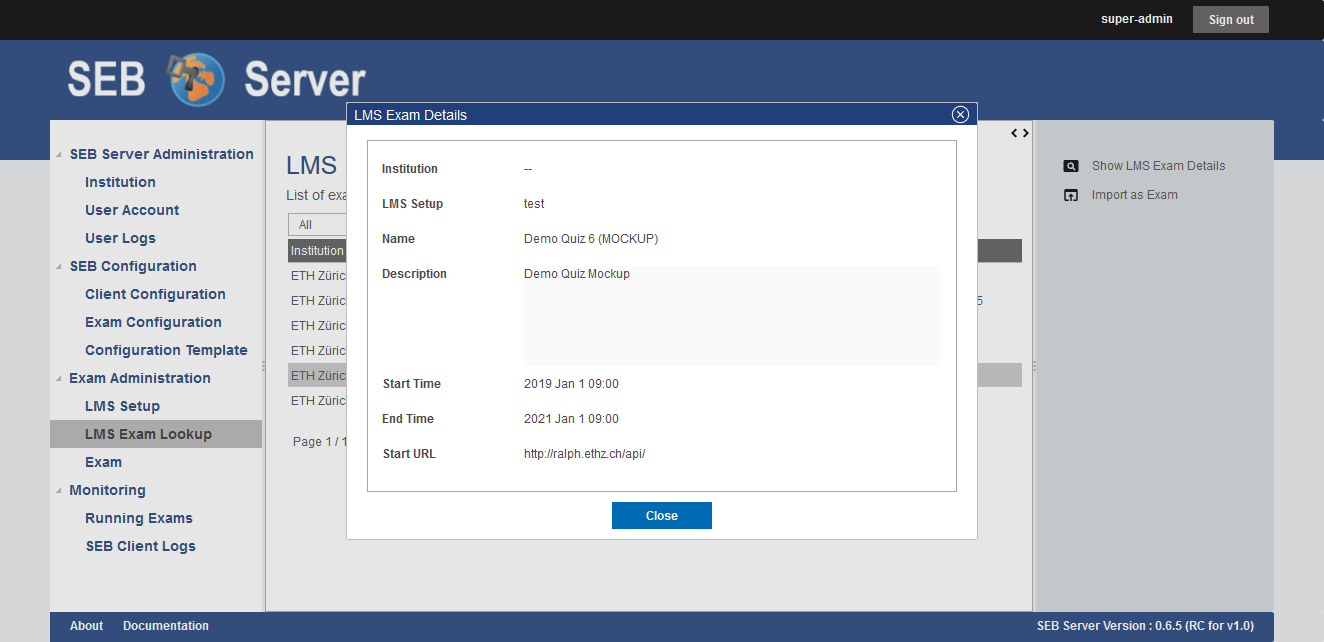 super-admin
Sign out
SEB Server
LMS Exam Details
SEB Server Administration
Institution
User Account
User Logs
SEB Configuration
Client Configuration
Exam Configuration
Configuration Template
Exam Administration
LMS Setup
LMS Exam Lookup
Exam
Monitoring
Running Exams
SEB Client Logs
LMS
List of exa
All
Institution
ETH Züric
ETH Züric
5
ETH Züric
ETH Züric
ETH Züric
ETH Züric
Page 1 / 1
Institution --
LMS Setup test
Name Demo Quiz 6 (MOCKUP)
Description Demo Quiz Mockup
Start Time 2019 Jan 1 09:00
End Time 2021 Jan 1 09:00
Start URL http://ralph.ethz.ch/api/
Close
Show LMS Exam Details
Import as Exam
About Documentation
SEB Server Version : 0.6.5 (RC for v1.0)